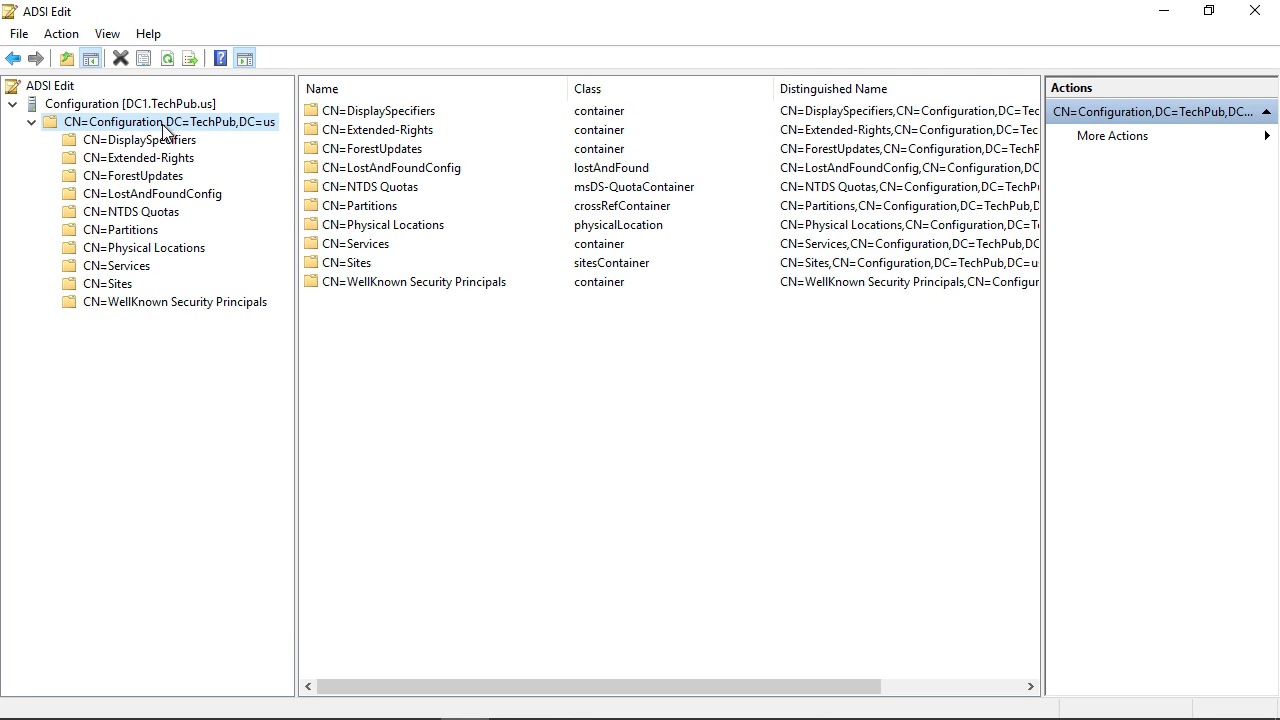 ADSI Edit
File Action View Help
ADSI Edit
Configuration [DC1.TechPub.us]
CN=Configuration,DC=TechPub,DC=us
CN=DisplaySpecifiers
CN=Extended-Rights
CN=ForestUpdates
CN=LostAndFoundConfig
CN=NTDS Quotas
CN=Partitions
CN=Physical Locations
CN=Services
CN=Sites
CN=WellKnown Security Principals
Name Class Distinguished Name
CN=DisplaySpecifiers container CN=DisplaySpecifiers,CN=Configuration,DC=Tec
CN=Extended-Rights container CN=Extended-Rights,CN=Configuration,DC=Tec
CN=ForestUpdates container CN=ForestUpdates,CN=Configuration,DC=TechP
CN=LostAndFoundConfig lostAndFound CN=LostAndFoundConfig,CN=Configuration,DC
CN=NTDS Quotas msDS-QuotaContainer CN=NTDS Quotas,CN=Configuration,DC=TechPu
CN=Partitions crossRefContainer CN=Partitions,CN=Configuration,DC=TechPub,D
CN=Physical Locations physicalLocation CN=Physical Locations,CN=Configuration,DC=Te
CN=Services container CN=Services,CN=Configuration,DC=TechPub,DC
CN=Sites sitesContainer CN=Sites,CN=Configuration,DC=TechPub,DC=u
CN=WellKnown Security Principals container CN=WellKnown Security Principals,CN=Configur
Actions
CN=Configuration,DC=TechPub,DC...
More Actions